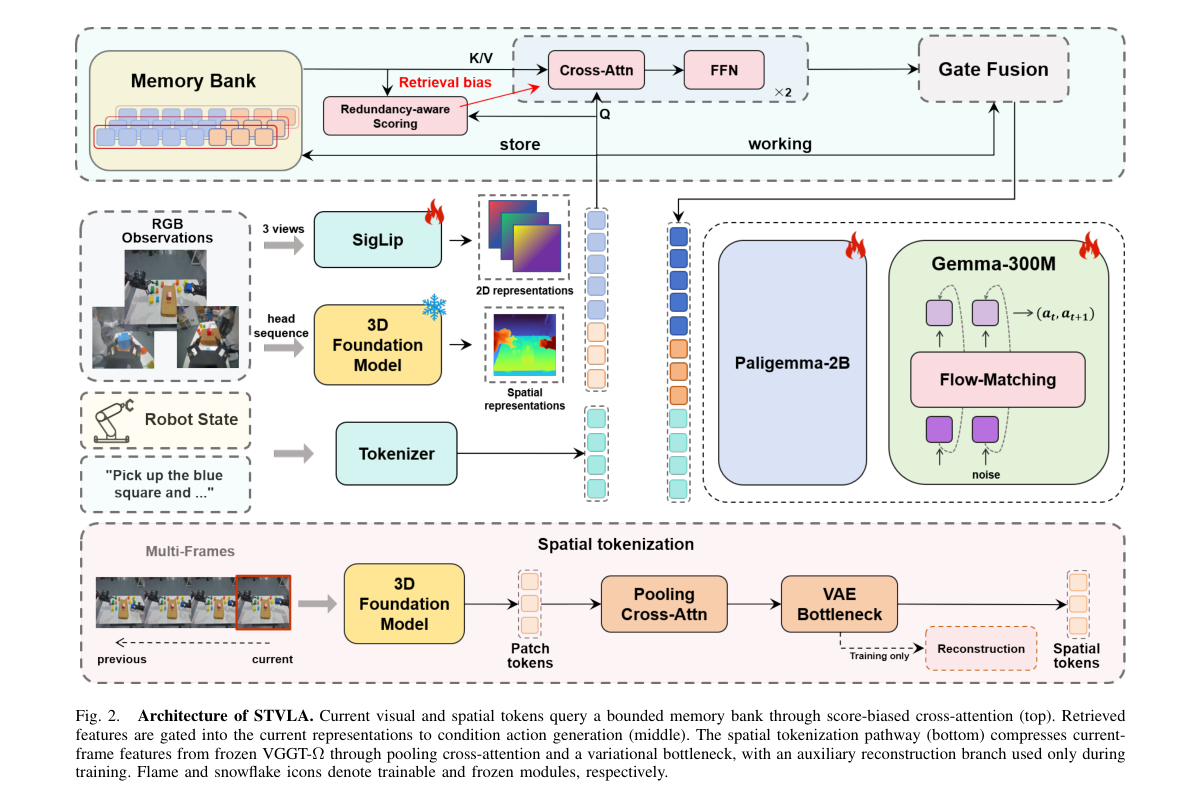 Memory Bank
K/V
Retrieval bias
Redundancy-aware
Scoring
Cross-Attn
FFN
×2
Q
Gate Fusion
store
working
RGB
Observations
3 views
SigLip
2D representations
head
sequence
3D
Foundation
Model
Spatial
representations
Robot State
"Pick up the blue
square and ..."
Tokenizer
Paligemma-2B
Gemma-300M
(aₜ, aₜ₊₁)
Flow-Matching
noise
Spatial tokenization
Multi-Frames
previous
current
3D
Foundation
Model
Patch
tokens
Pooling
Cross-Attn
VAE
Bottleneck
Training only
Reconstruction
Spatial
tokens
Fig. 2. Architecture of STVLA. Current visual and spatial tokens query a bounded memory bank through score-biased cross-attention (top). Retrieved
features are gated into the current representations to condition action generation (middle). The spatial tokenization pathway (bottom) compresses current-
frame features from frozen VGGT-Ω through pooling cross-attention and a variational bottleneck, with an auxiliary reconstruction branch used only during
training. Flame and snowflake icons denote trainable and frozen modules, respectively.